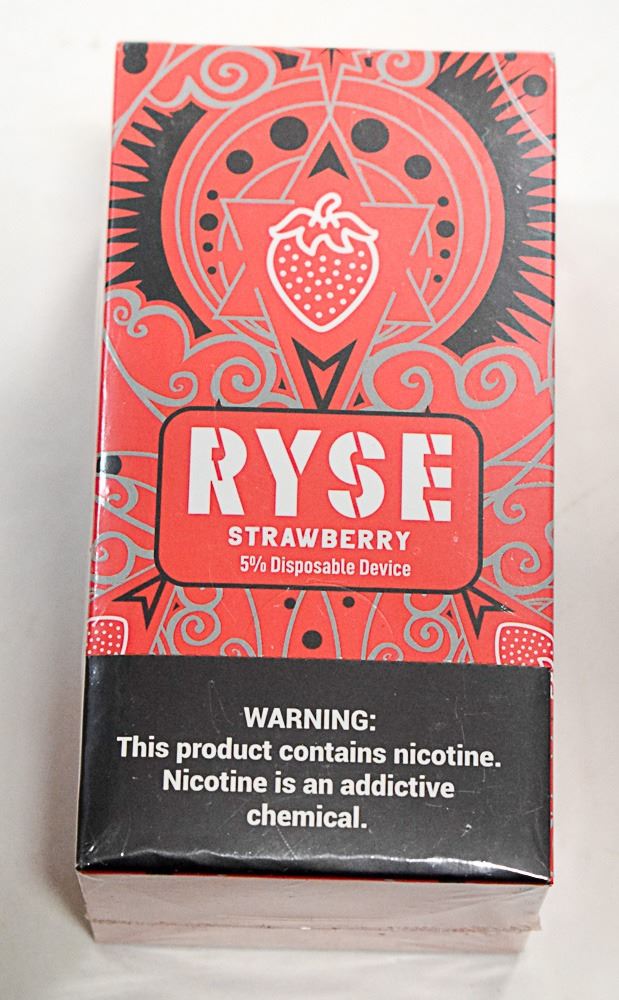 RYSE
STRAWBERRY
5% Disposable Device
WARNING:
This product contains nicotine.
Nicotine is an addictive
chemical.